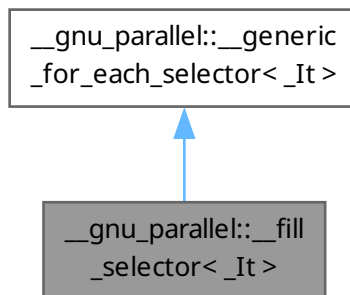 __gnu_parallel::__generic
_for_each_selector< _It >
__gnu_parallel::__fill
_selector< _It >